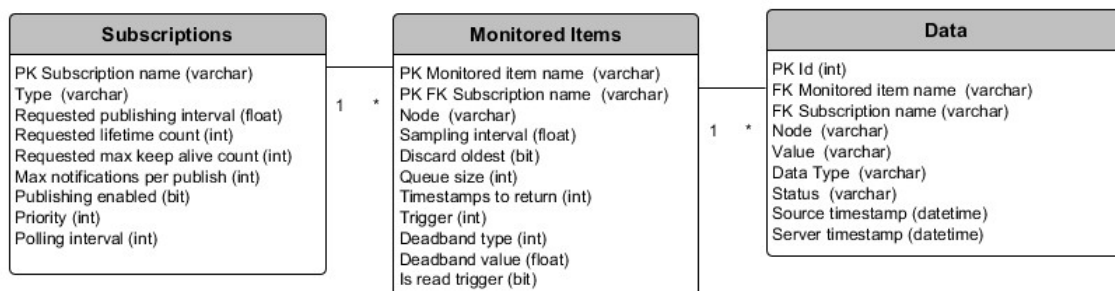 Subscriptions
PK Subscription name (varchar)
Type (varchar)
Requested publishing interval (float)
Requested lifetime count (int)
Requested max keep alive count (int)
Max notifications per publish (int)
Publishing enabled (bit)
Priority (int)
Polling interval (int)
1 *
Monitored Items
PK Monitored item name (varchar)
PK FK Subscription name (varchar)
Node (varchar)
Sampling interval (float)
Discard oldest (bit)
Queue size (int)
Timestamps to return (int)
Trigger (int)
Deadband type (int)
Deadband value (float)
Is read trigger (bit)
1 *
Data
PK Id (int)
FK Monitored item name (varchar)
FK Subscription name (varchar)
Node (varchar)
Value (varchar)
Data Type (varchar)
Status (varchar)
Source timestamp (datetime)
Server timestamp (datetime)